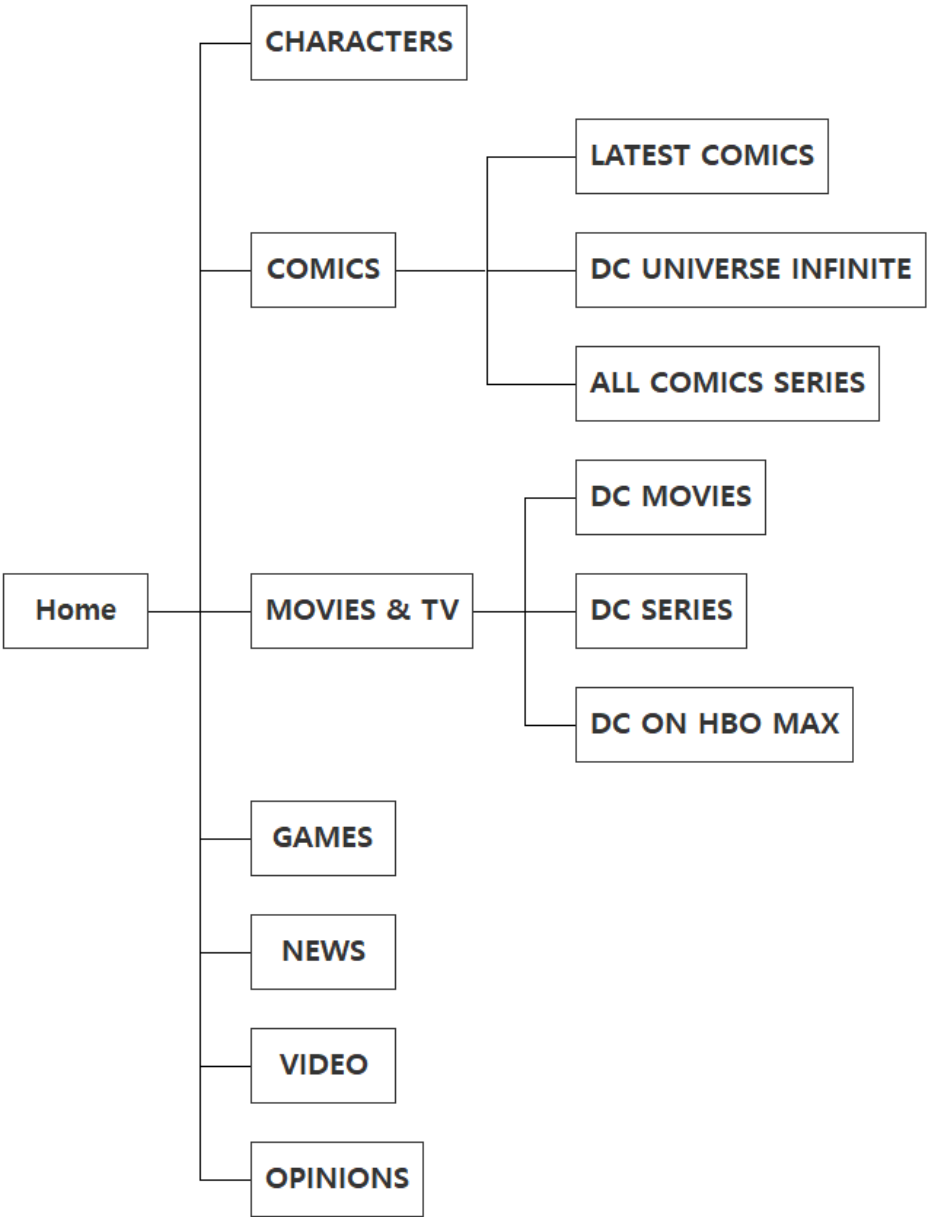 CHARACTERS
LATEST COMICS
COMICS
DC UNIVERSE INFINITE
ALL COMICS SERIES
DC MOVIES
Home
MOVIES & TV
DC SERIES
DC ON HBO MAX
GAMES
NEWS
VIDEO
OPINIONS